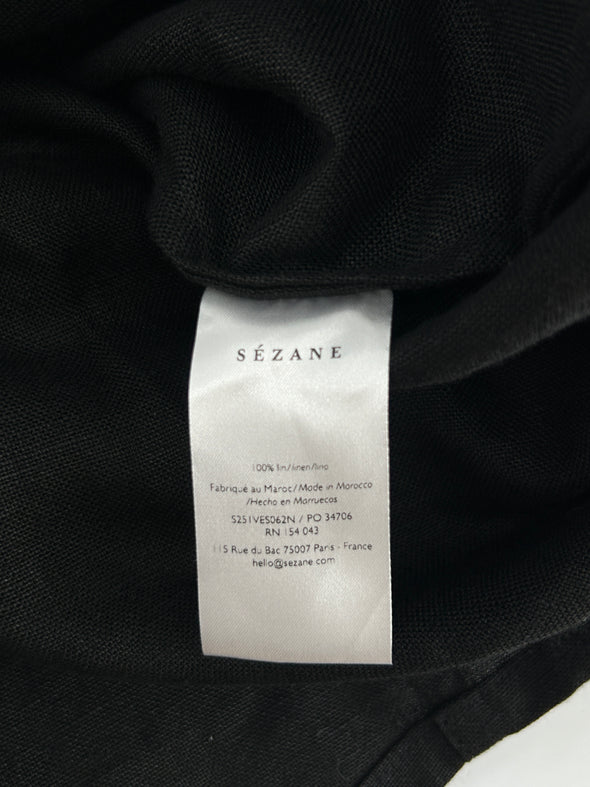 SÉZANE
100% lin/linen/lino
Fabriqué au Maroc/Made in Morocco
/Hecho en Marruecos
S251VES062N / PO 34706
RN 154 043
115 Rue du Bac 75007 Paris - France
hello@sezane.com